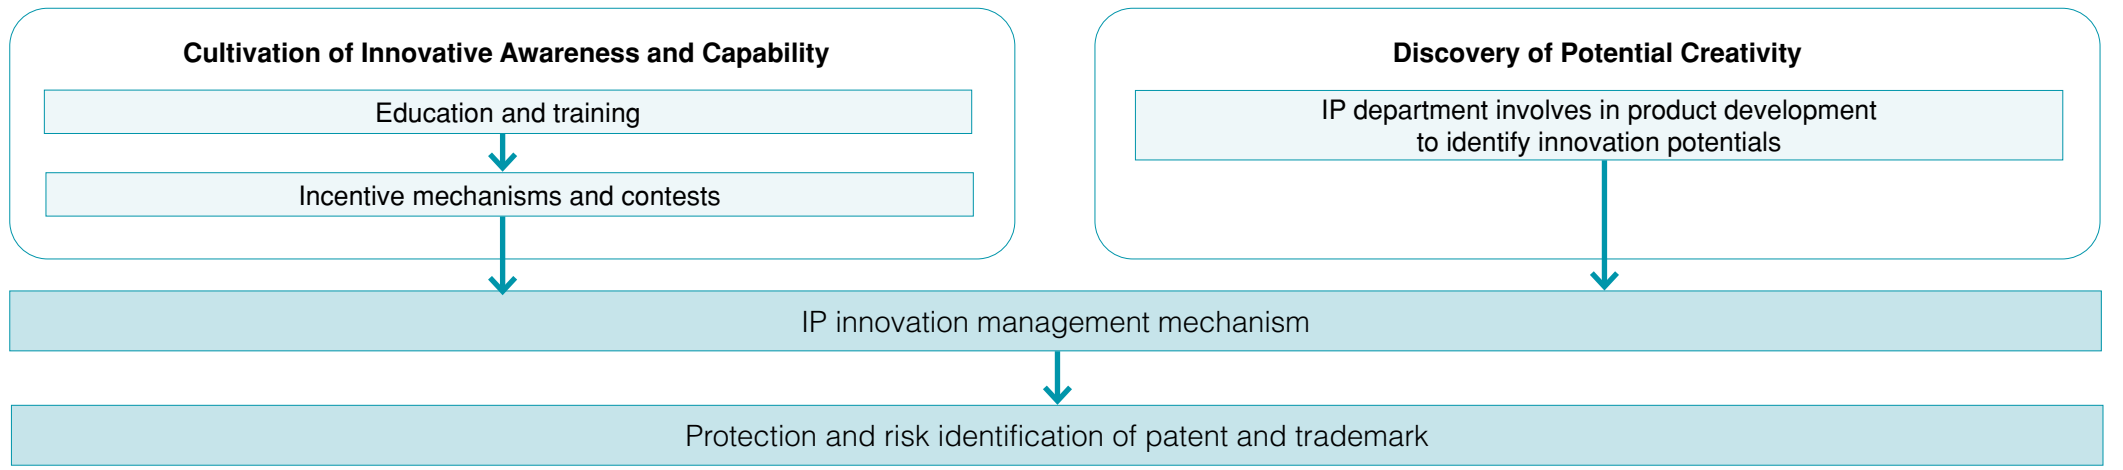 Cultivation of Innovative Awareness and Capability
Education and training
Incentive mechanisms and contests
Discovery of Potential Creativity
IP department involves in product development
to identify innovation potentials
IP innovation management mechanism
Protection and risk identification of patent and trademark